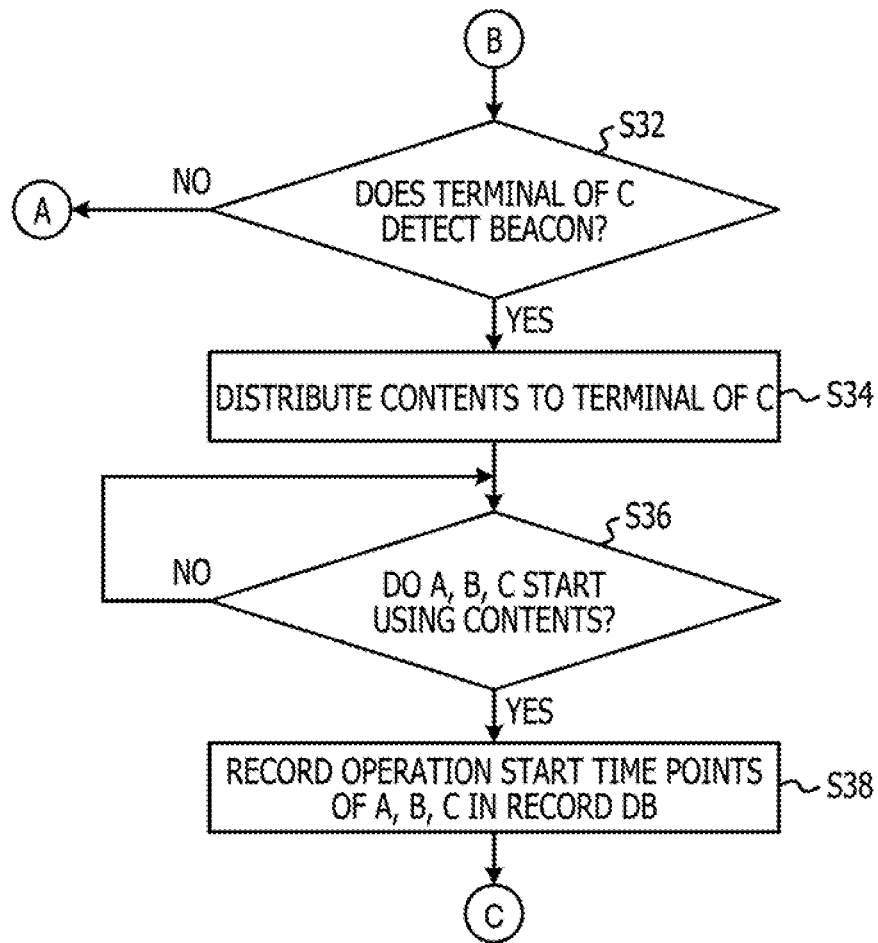 B
S32
NO
A
DOES TERMINAL OF C
DETECT BEACON?
YES
DISTRIBUTE CONTENTS TO TERMINAL OF C
S34
S36
NO
DO A, B, C START
USING CONTENTS?
YES
RECORD OPERATION START TIME POINTS
OF A, B, C IN RECORD DB
S38
C